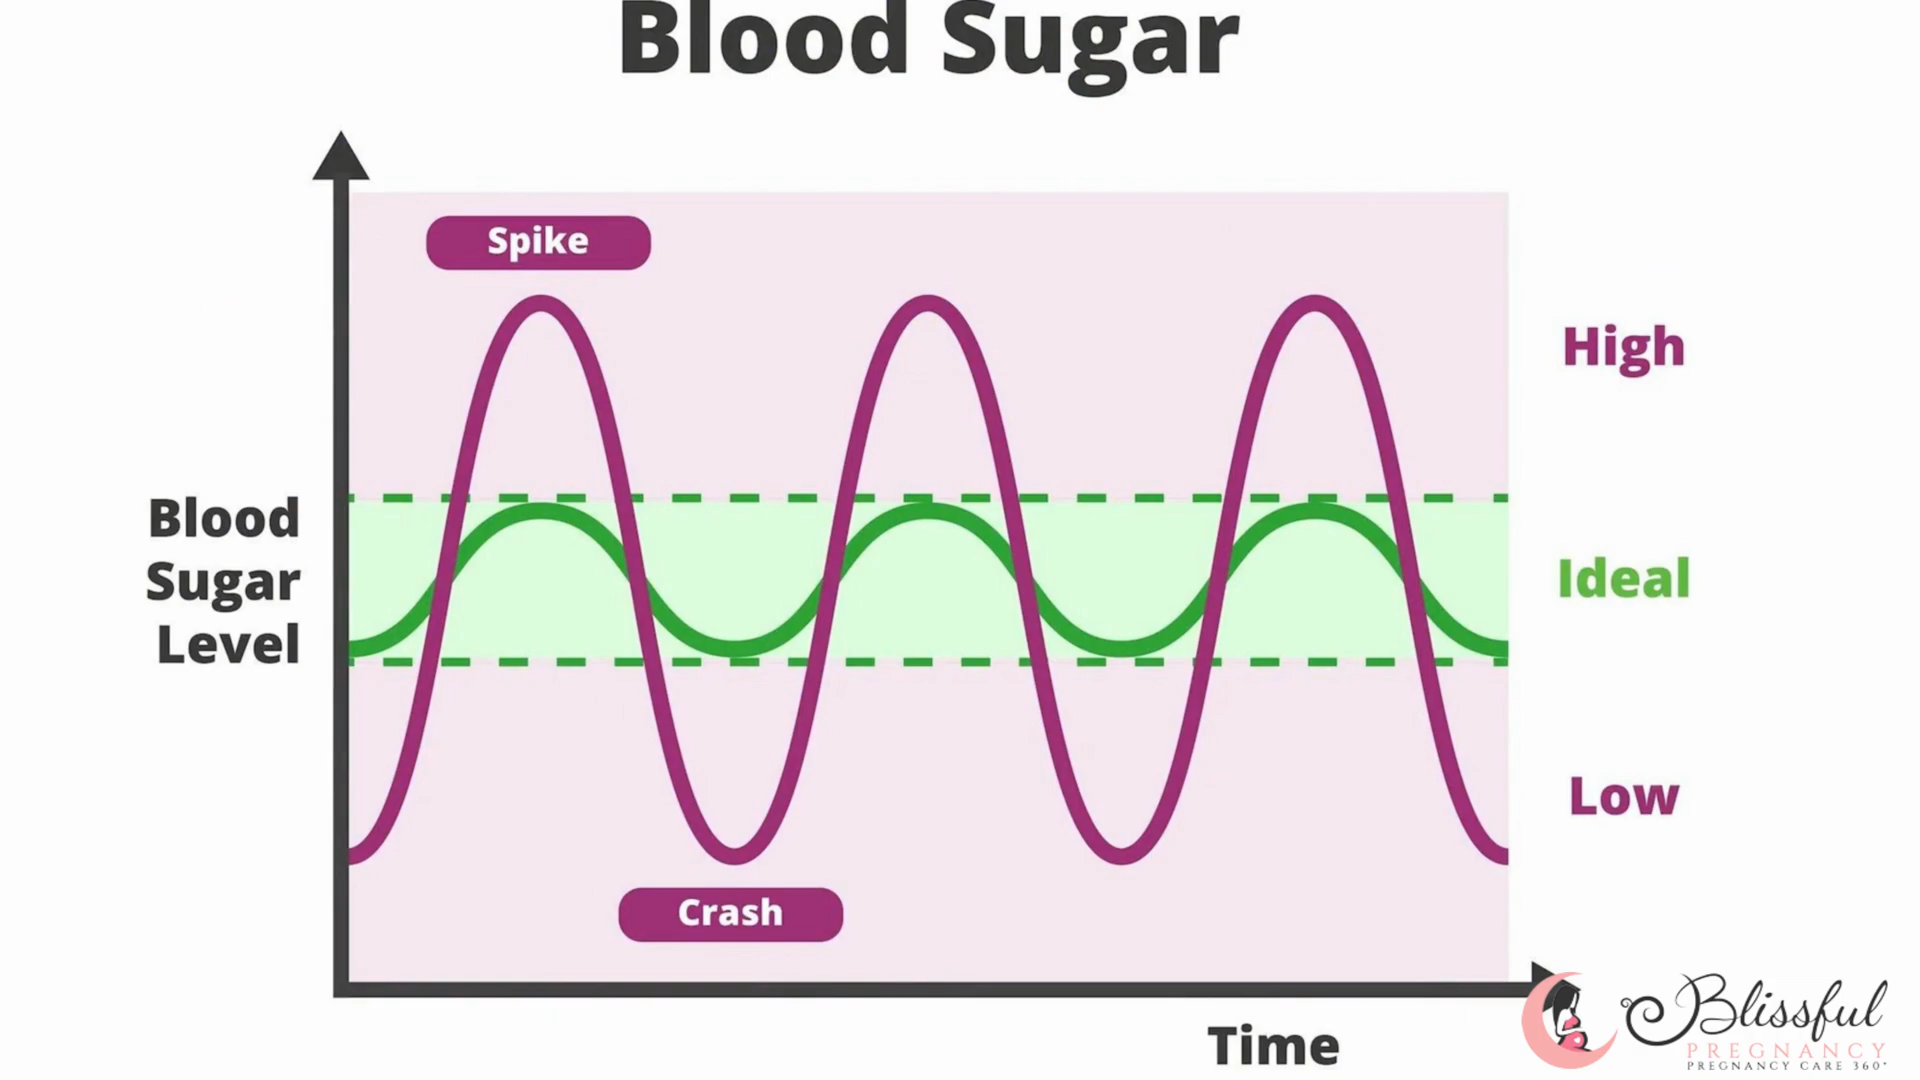 Blood Sugar
Spike
High
Blood
Sugar
Level
Ideal
Low
Crash
Time
Blissful
PREGNANCY
PREGNANCY CARE 360°